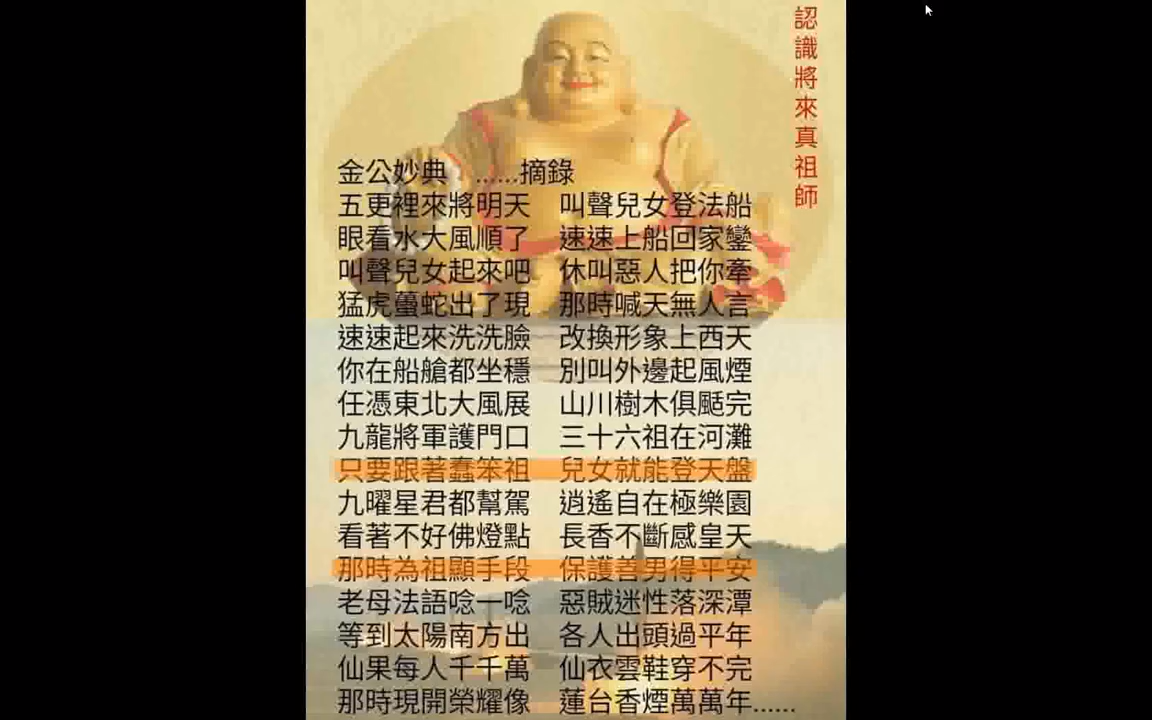 認識將來真祖師
金公妙典 ......摘錄
五更裡來將明天 叫聲兒女登法船
眼看水大風順了 速速上船回家鑾
叫聲兒女起來吧 休叫惡人把你牽
猛虎蠆蛇出了現 那時喊天無人言
速速起來洗洗臉 改換形象上西天
你在船艙都坐穩 別叫外邊起風煙
任憑東北大風展 山川樹木俱颳完
九龍將軍護門口 三十六祖在河灘
只要跟著蠢笨祖 兒女就能登天盤
九曜星君都幫駕 逍遙自在極樂園
看著不好佛燈點 長香不斷感皇天
那時為祖顯手段 保護善男得平安
老母法語唸一唸 惡賊迷性落深潭
等到太陽南方出 各人出頭過平年
仙果每人千千萬 仙衣雲鞋穿不完
那時現開榮耀像 蓮台香煙萬萬年......